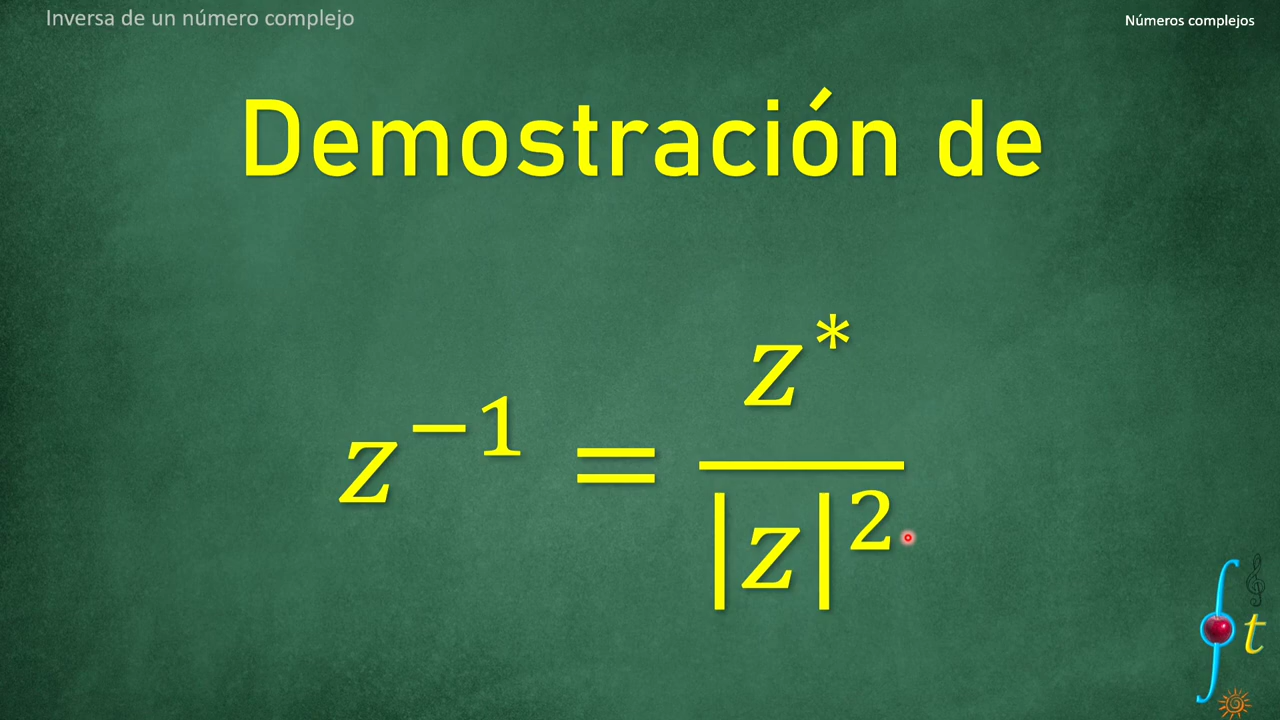 Inversa de un número complejo
Números complejos
Demostración de
z⁻¹ = z* / |z|²
t